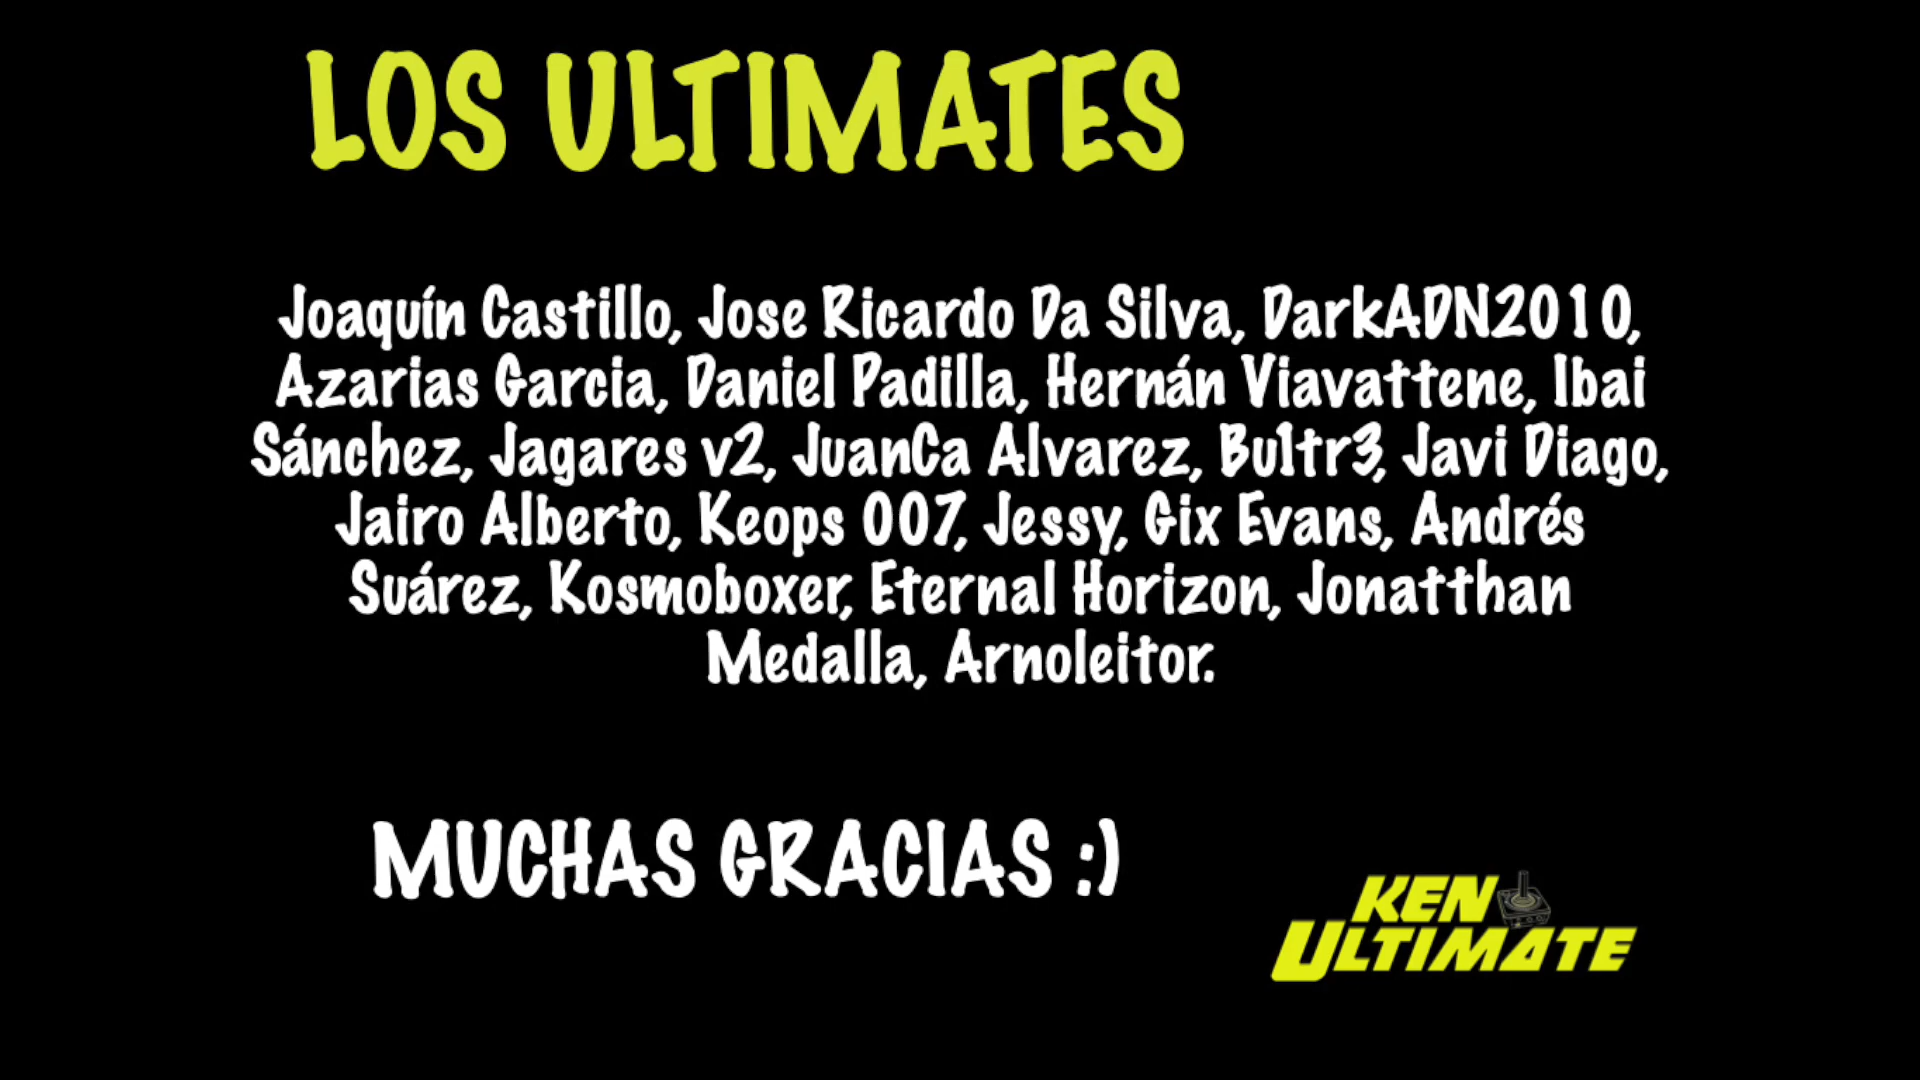 LOS ULTIMATES
Joaquín Castillo, Jose Ricardo Da Silva, DarkADN2010,
Azarias Garcia, Daniel Padilla, Hernán Viavattene, Ibai
Sánchez, Jagares v2, JuanCa Alvarez, Bu1tr3, Javi Diago,
Jairo Alberto, Keops 007, Jessy, Gix Evans, Andrés
Suárez, Kosmoboxer, Eternal Horizon, Jonatthan
Medalla, Arnoleitor.
MUCHAS GRACIAS :)
KEN
ULTIMATE